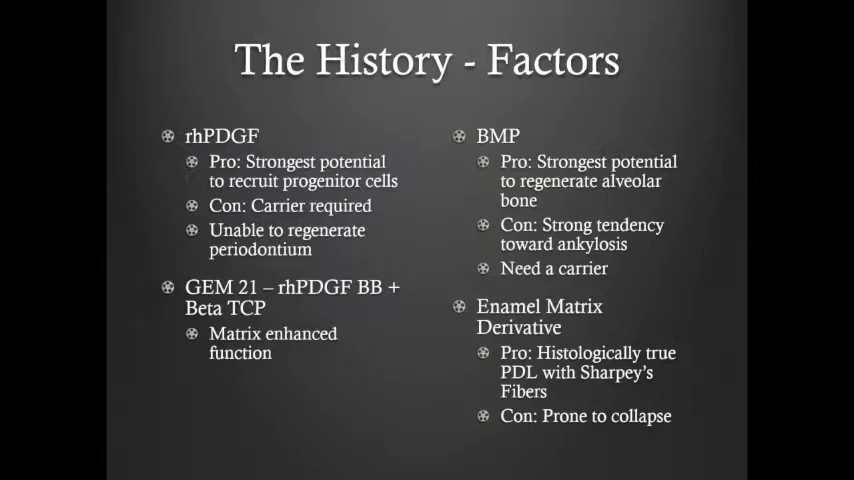 The History - Factors
rhPDGF
Pro: Strongest potential
to recruit progenitor cells
Con: Carrier required
Unable to regenerate
periodontium
GEM 21 – rhPDGF BB +
Beta TCP
Matrix enhanced
function
BMP
Pro: Strongest potential
to regenerate alveolar
bone
Con: Strong tendency
toward ankylosis
Need a carrier
Enamel Matrix
Derivative
Pro: Histologically true
PDL with Sharpey’s
Fibers
Con: Prone to collapse